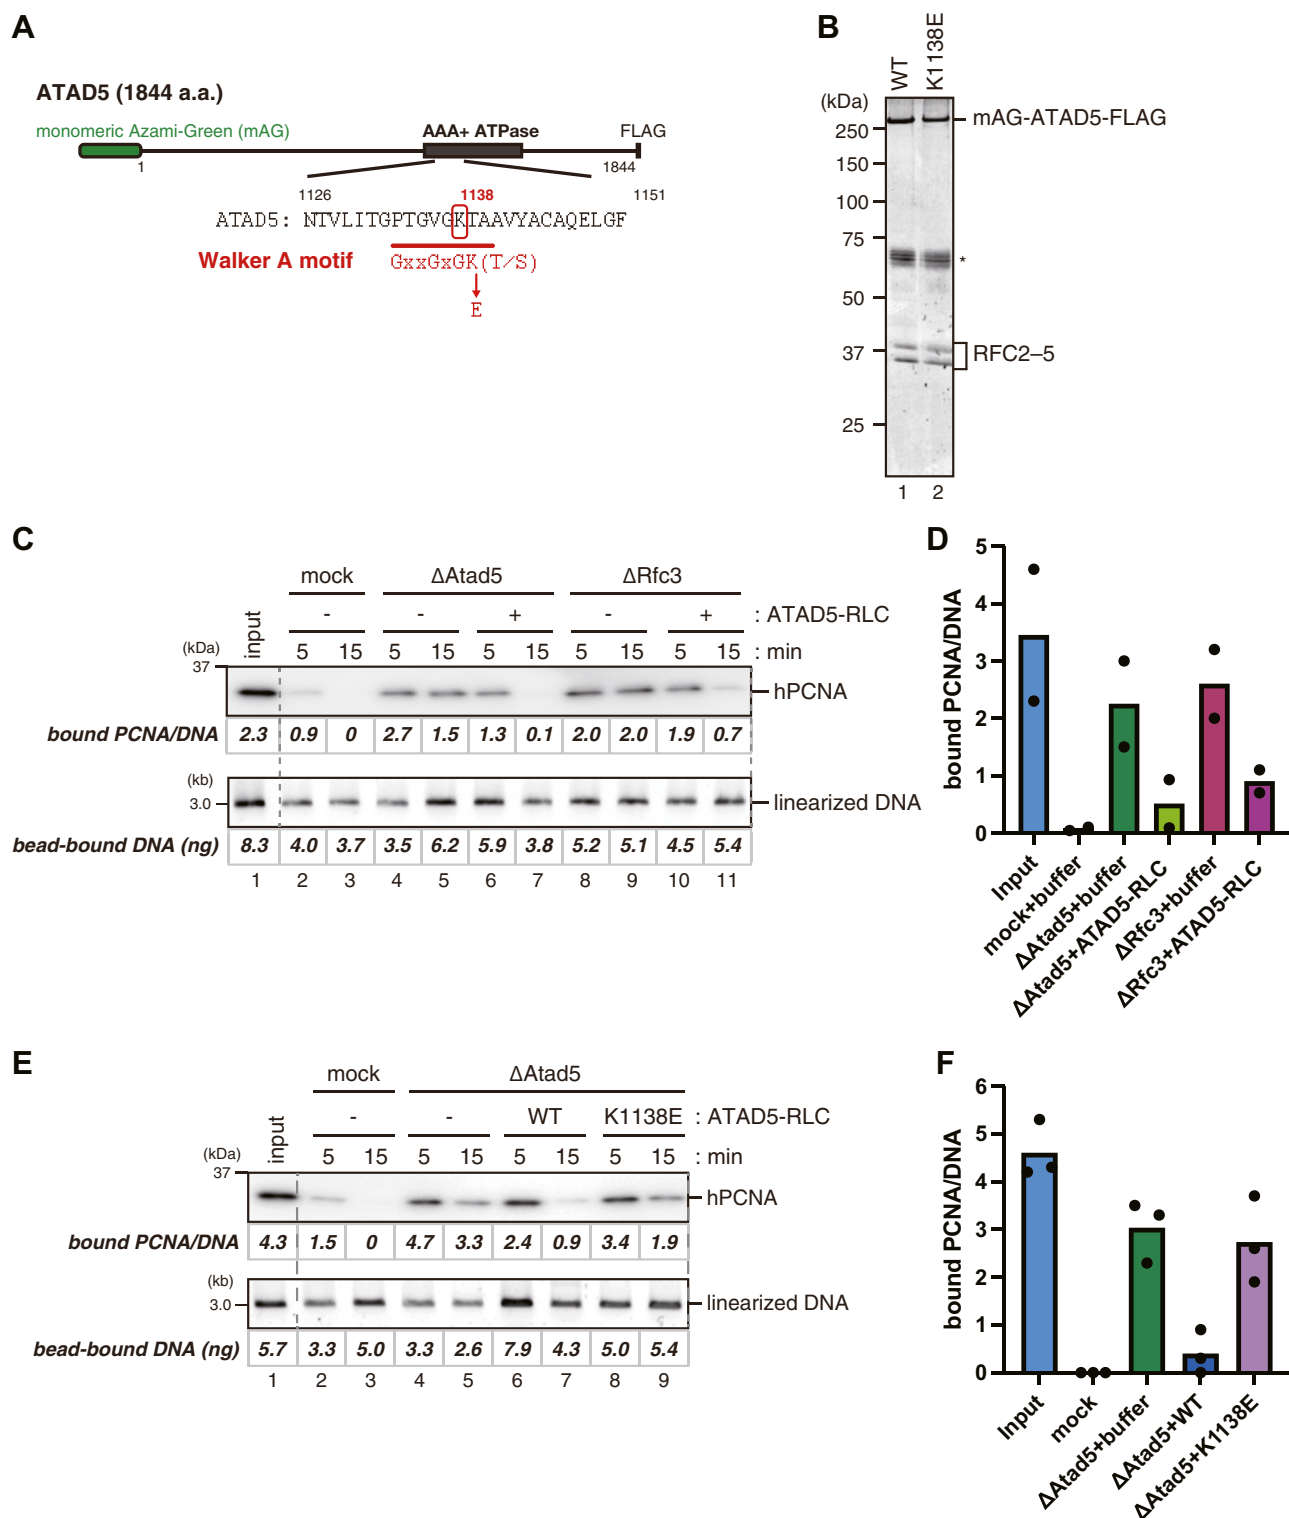 A
ATAD5 (1844 a.a.)
monomeric Azami-Green (mAG)
AAA+ ATPase
FLAG
1
1844
1126
1138
1151
ATAD5: NTVLITGPTGVGKTAAVYACAQELGF
Walker A motif
GxxGxGK(T/S)
E
B
WT
K1138E
(kDa)
250
150
100
75
50
37
25
mAG-ATAD5-FLAG
*
RFC2–5
1 2
C
mock ΔAtad5 ΔRfc3
- - + - + : ATAD5-RLC
input
5 15 5 15 5 15 5 15 5 15 : min
(kDa)
37
hPCNA
bound PCNA/DNA 2.3 0.9 0 2.7 1.5 1.3 0.1 2.0 2.0 1.9 0.7
(kb)
3.0
linearized DNA
bead-bound DNA (ng) 8.3 4.0 3.7 3.5 6.2 5.9 3.8 5.2 5.1 4.5 5.4
1 2 3 4 5 6 7 8 9 10 11
D
bound PCNA/DNA
5
4
3
2
1
0
Input
mock+buffer
ΔAtad5+buffer
ΔAtad5+ATAD5-RLC
ΔRfc3+buffer
ΔRfc3+ATAD5-RLC
E
mock ΔAtad5
- - WT K1138E : ATAD5-RLC
input
5 15 5 15 5 15 5 15 : min
(kDa)
37
hPCNA
bound PCNA/DNA 4.3 1.5 0 4.7 3.3 2.4 0.9 3.4 1.9
(kb)
3.0
linearized DNA
bead-bound DNA (ng) 5.7 3.3 5.0 3.3 2.6 7.9 4.3 5.0 5.4
1 2 3 4 5 6 7 8 9
F
bound PCNA/DNA
6
5
4
3
2
1
0
Input
mock
ΔAtad5+buffer
ΔAtad5+WT
ΔAtad5+K1138E